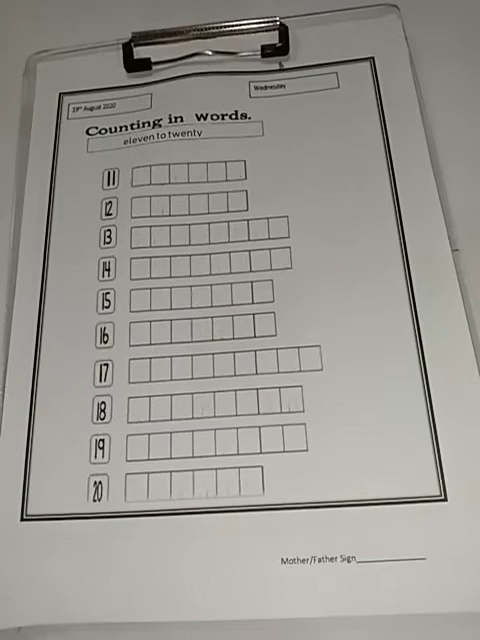 19th August 2020
Wednesday
Counting in Words.
eleven to twenty
11
12
13
14
15
16
17
18
19
20
Mother/Father Sign